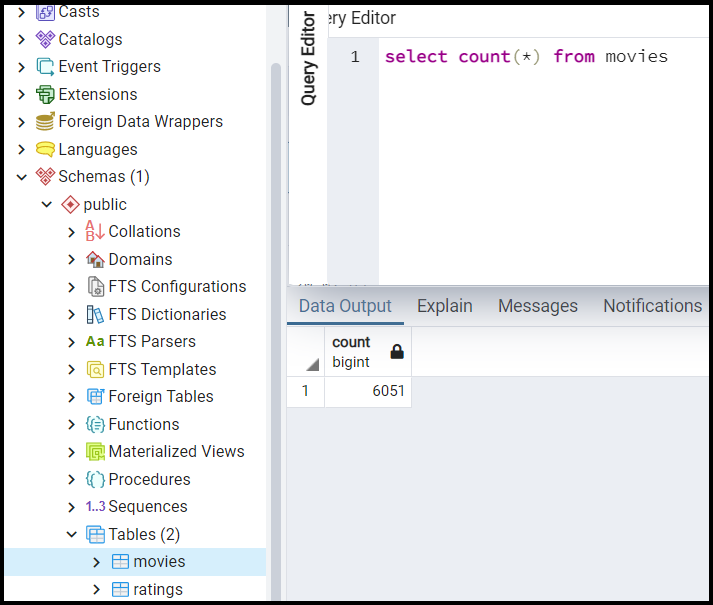 Casts
Catalogs
Event Triggers
Extensions
Foreign Data Wrappers
Languages
Schemas (1)
public
Collations
Domains
FTS Configurations
FTS Dictionaries
Aa FTS Parsers
FTS Templates
Foreign Tables
Functions
Materialized Views
Procedures
1..3 Sequences
Tables (2)
movies
ratings
Query Editor
ery Editor
1 select count(*) from movies
Data Output Explain Messages Notifications
count
bigint
1 6051